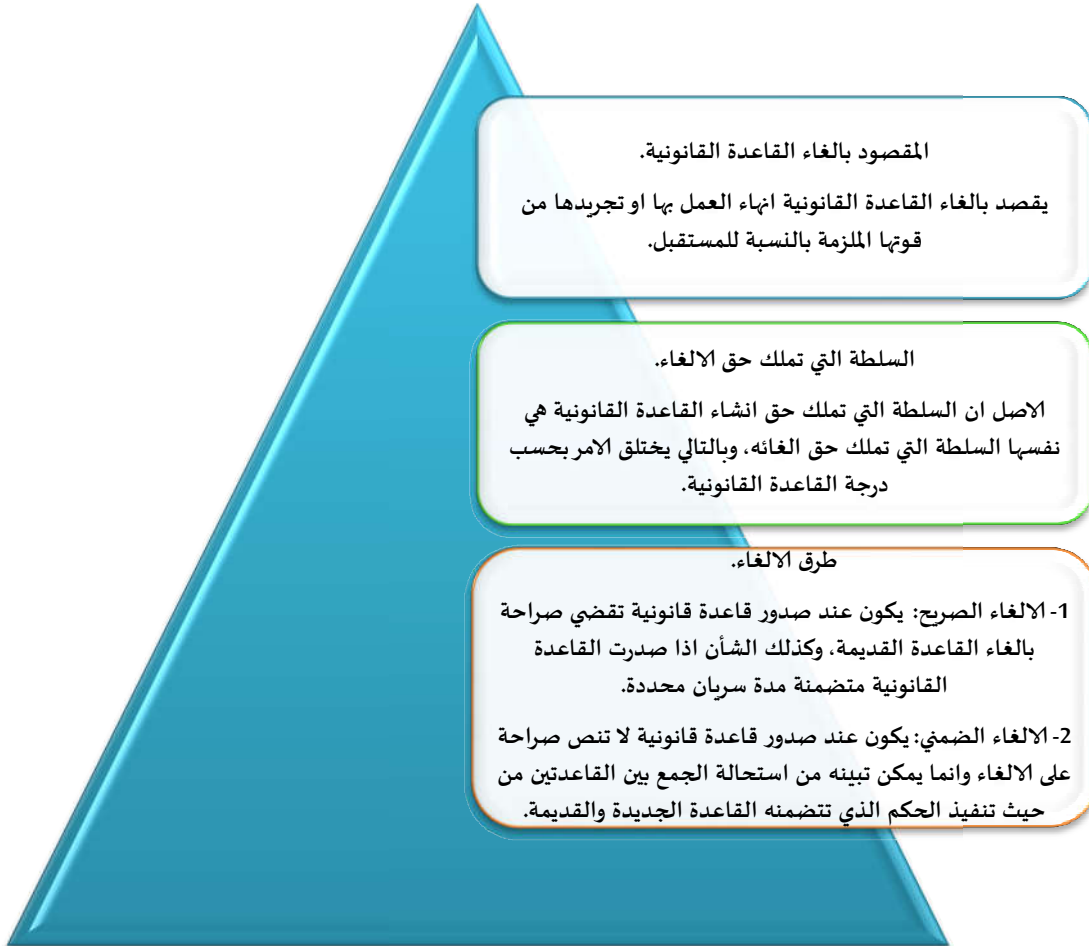 المقصود بالغاء القاعدة القانونية.
يقصد بالغاء القاعدة القانونية انهاء العمل بها او تجريدها من
قوتها الملزمة بالنسبة للمستقبل.
السلطة التي تملك حق الالغاء.
الاصل ان السلطة التي تملك حق انشاء القاعدة القانونية هي
نفسها السلطة التي تملك حق الغائه، وبالتالي يختلق الامر بحسب
درجة القاعدة القانونية.
طرق الالغاء.
1- الالغاء الصريح: يكون عند صدور قاعدة قانونية تقضي صراحة
بالغاء القاعدة القديمة، وكذلك الشأن اذا صدرت القاعدة
القانونية متضمنة مدة سريان محددة.
2- الالغاء الضمني: يكون عند صدور قاعدة قانونية لا تنص صراحة
على الالغاء وانما يمكن تبينه من استحالة الجمع بين القاعدتين من
حيث تنفيذ الحكم الذي تتضمنه القاعدة الجديدة والقديمة.